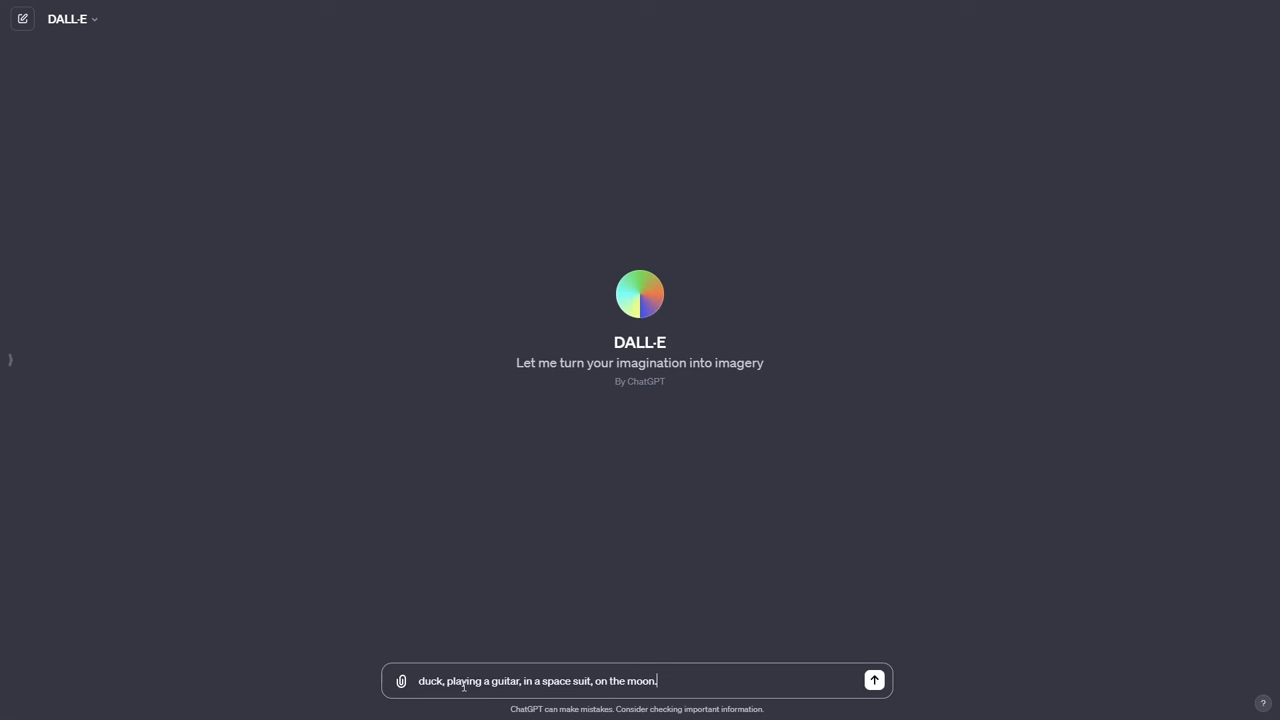 DALL·E
DALL·E
Let me turn your imagination into imagery
By ChatGPT
duck, playing a guitar, in a space suit, on the moon.
ChatGPT can make mistakes. Consider checking important information.
?